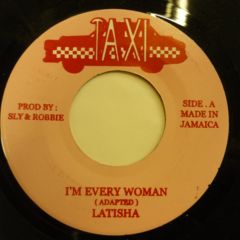 TAXI
PROD BY :
SLY & ROBBIE
SIDE . A
MADE IN
JAMAICA
I'M EVERY WOMAN
( ADAPTED )
LATISHA